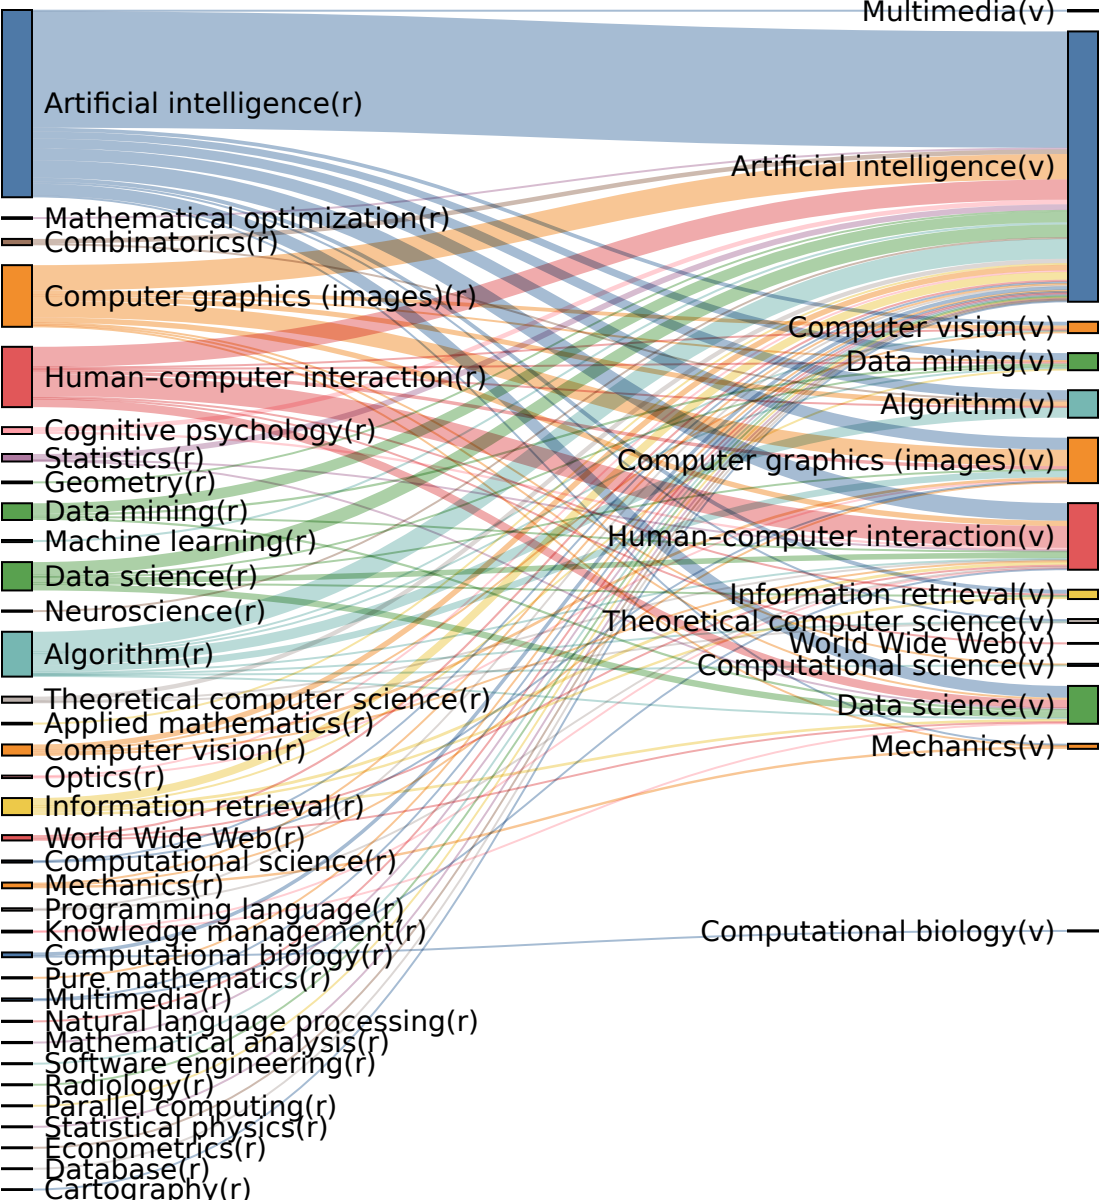 Multimedia(v)
Artificial intelligence(r)
Artificial intelligence(v)
Mathematical optimization(r)
Combinatorics(r)
Computer graphics (images)(r)
Computer vision(v)
Data mining(v)
Human–computer interaction(r)
Algorithm(v)
Cognitive psychology(r)
Statistics(r)
Computer graphics (images)(v)
Geometry(r)
Data mining(r)
Human–computer interaction(v)
Machine learning(r)
Data science(r)
Information retrieval(v)
Neuroscience(r)
Theoretical computer science(v)
World Wide Web(v)
Algorithm(r)
Computational science(v)
Theoretical computer science(r)
Data science(v)
Applied mathematics(r)
Mechanics(v)
Computer vision(r)
Optics(r)
Information retrieval(r)
World Wide Web(r)
Computational science(r)
Mechanics(r)
Programming language(r)
Knowledge management(r)
Computational biology(v)
Computational biology(r)
Pure mathematics(r)
Multimedia(r)
Natural language processing(r)
Mathematical analysis(r)
Software engineering(r)
Radiology(r)
Parallel computing(r)
Statistical physics(r)
Econometrics(r)
Database(r)
Cartography(r)